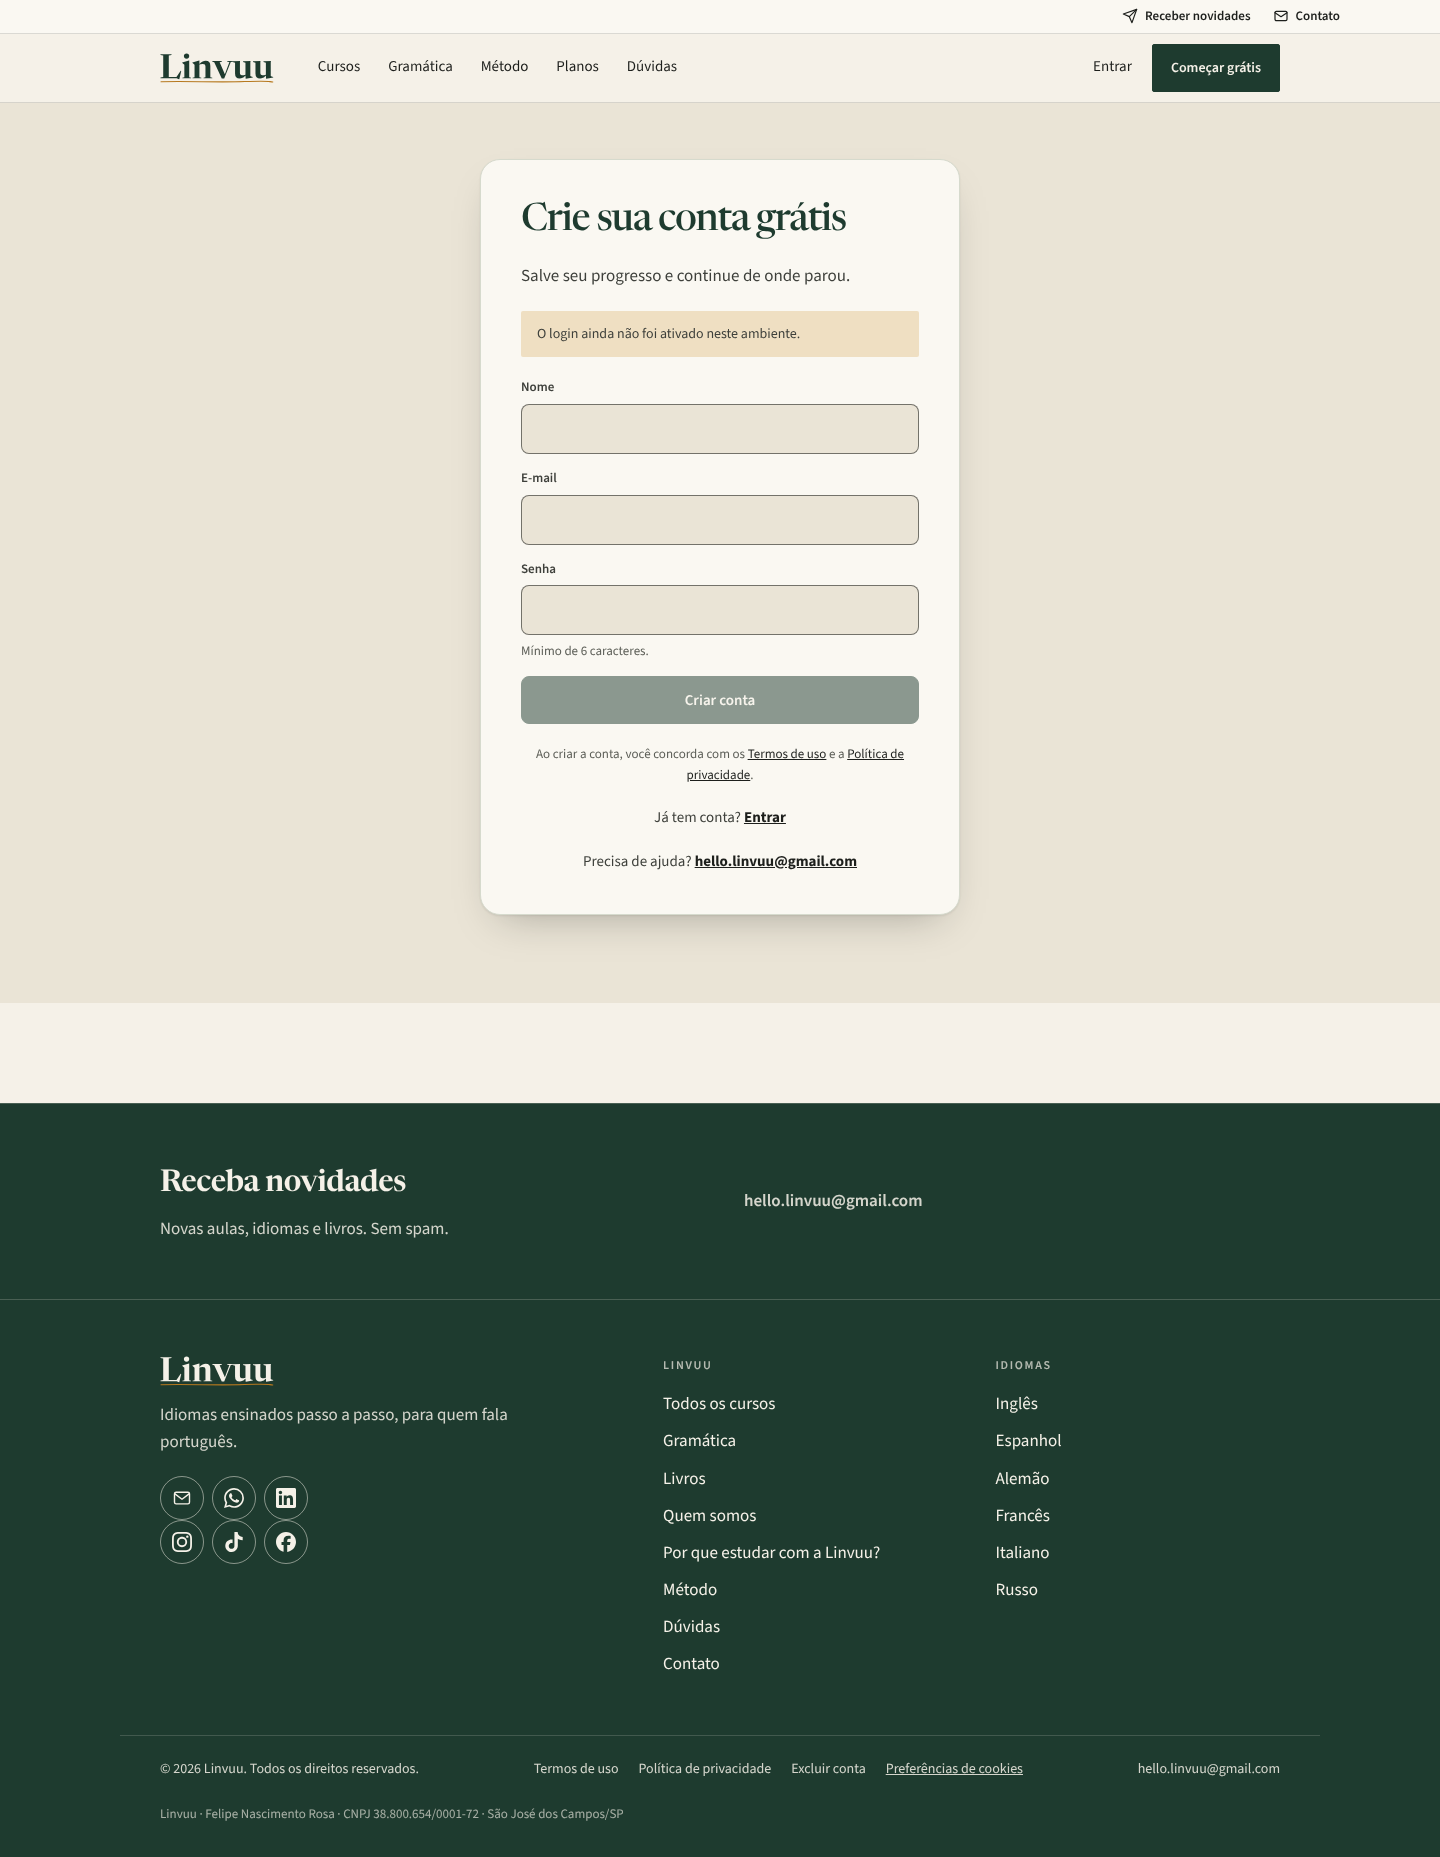 Receber novidades
Contato
Linvuu
Cursos
Gramática
Método
Planos
Dúvidas
Entrar
Começar grátis
Crie sua conta grátis
Salve seu progresso e continue de onde parou.
O login ainda não foi ativado neste ambiente.
Nome
E-mail
Senha
Mínimo de 6 caracteres.
Criar conta
Ao criar a conta, você concorda com os Termos de uso e a Política de
privacidade.
Já tem conta? Entrar
Precisa de ajuda? hello.linvuu@gmail.com
Receba novidades
Novas aulas, idiomas e livros. Sem spam.
hello.linvuu@gmail.com
Linvuu
Idiomas ensinados passo a passo, para quem fala
português.
LINVUU
Todos os cursos
Gramática
Livros
Quem somos
Por que estudar com a Linvuu?
Método
Dúvidas
Contato
IDIOMAS
Inglês
Espanhol
Alemão
Francês
Italiano
Russo
© 2026 Linvuu. Todos os direitos reservados.
Termos de uso
Política de privacidade
Excluir conta
Preferências de cookies
hello.linvuu@gmail.com
Linvuu · Felipe Nascimento Rosa · CNPJ 38.800.654/0001-72 · São José dos Campos/SP